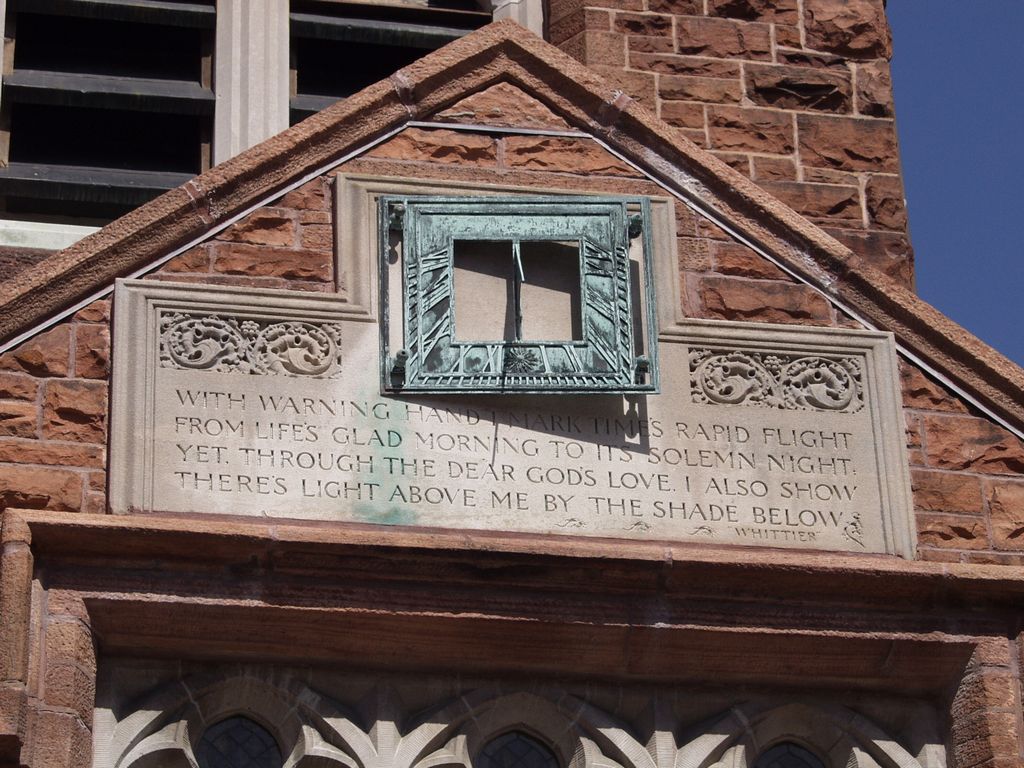 WITH WARNING HAND I MARK TIMES RAPID FLIGHT
FROM LIFE'S GLAD MORNING TO ITS SOLEMN NIGHT.
YET, THROUGH THE DEAR GOD'S LOVE, I ALSO SHOW
THERE'S LIGHT ABOVE ME BY THE SHADE BELOW.
WHITTIER